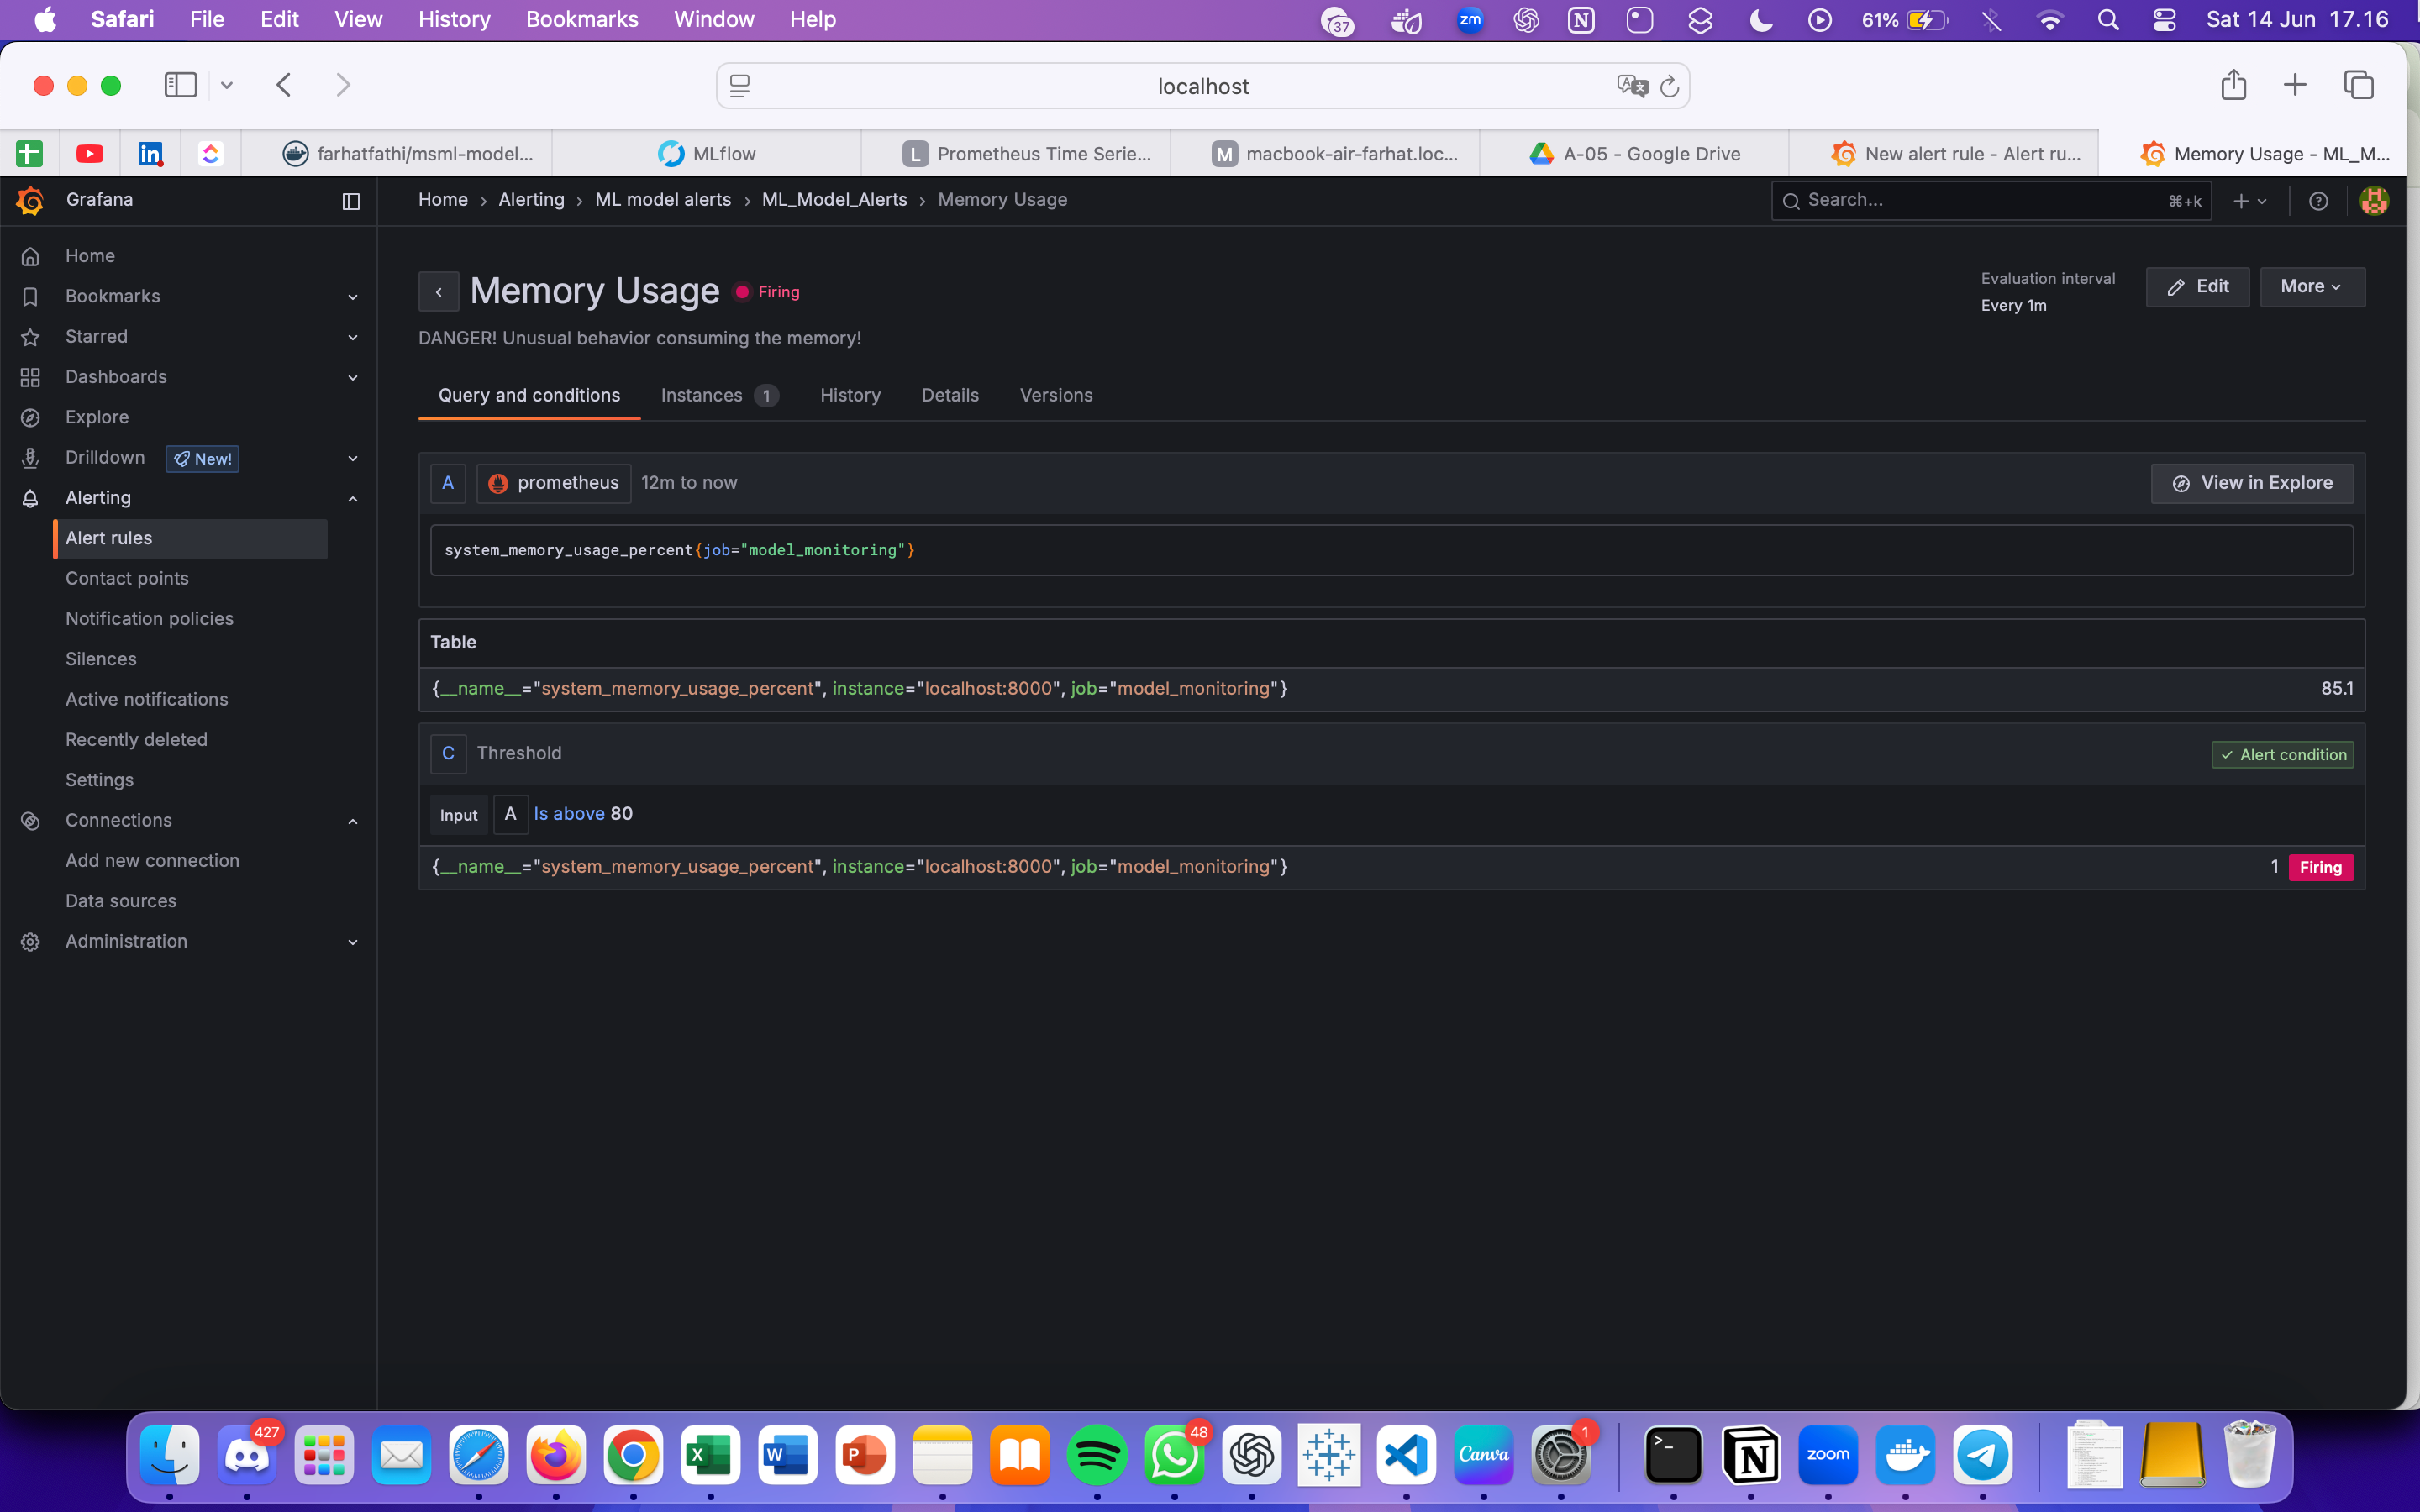 Safari File Edit View History Bookmarks Window Help 37 zm 61% Sat 14 Jun 17.16
localhost
farhatfathi/msml-model... MLflow L Prometheus Time Serie... M macbook-air-farhat.loc... A-05 - Google Drive New alert rule - Alert ru... Memory Usage - ML_M...
Grafana
Home › Alerting › ML model alerts › ML_Model_Alerts › Memory Usage
Search... ⌘+k
Home
Bookmarks
Starred
Dashboards
Explore
Drilldown New!
Alerting
Alert rules
Contact points
Notification policies
Silences
Active notifications
Recently deleted
Settings
Connections
Add new connection
Data sources
Administration
Memory Usage Firing
Evaluation interval
Every 1m
Edit More
DANGER! Unusual behavior consuming the memory!
Query and conditions Instances 1 History Details Versions
A prometheus 12m to now View in Explore
system_memory_usage_percent{job="model_monitoring"}
Table
{__name__="system_memory_usage_percent", instance="localhost:8000", job="model_monitoring"} 85.1
C Threshold Alert condition
Input A Is above 80
{__name__="system_memory_usage_percent", instance="localhost:8000", job="model_monitoring"} 1 Firing
427 48 Canva 1 zoom